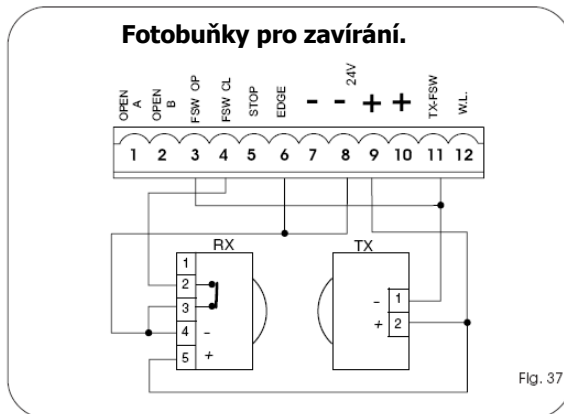 Fotobuňky pro zavírání.
OPEN A
OPEN B
FSW OP
FSW CL
STOP
EDGE
-
-
24V
+
+
TX-FSW
W.L.
1 2 3 4 5 6 7 8 9 10 11 12
RX
TX
1
2
3
4 -
5 +
- 1
+ 2
Fig. 37